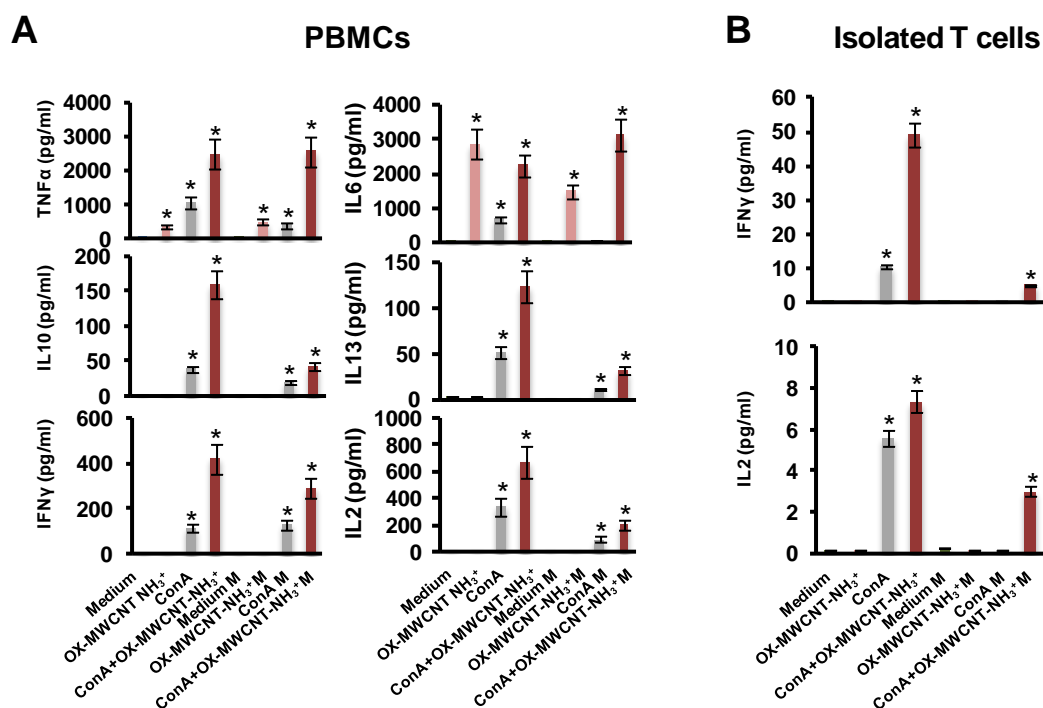 A
PBMCs
TNFα (pg/ml)
4000
3000
2000
1000
0
* * * * * *
IL6 (pg/ml)
4000
3000
2000
1000
0
* * * * *
IL10 (pg/ml)
200
150
100
50
0
* * * *
IL13 (pg/ml)
150
100
50
0
* * * *
IFNγ (pg/ml)
600
400
200
0
* * * *
IL2 (pg/ml)
1000
800
600
400
200
0
* * * *
Medium
OX-MWCNT NH₃⁺
ConA
ConA+OX-MWCNT-NH₃⁺
Medium M
OX-MWCNT-NH₃⁺M
ConA M
ConA+OX-MWCNT-NH₃⁺M
Medium
OX-MWCNT NH₃⁺
ConA
ConA+OX-MWCNT-NH₃⁺
Medium M
OX-MWCNT-NH₃⁺M
ConA M
ConA+OX-MWCNT-NH₃⁺M
B
Isolated T cells
IFNγ (pg/ml)
60
50
40
30
20
10
0
* * *
IL2 (pg/ml)
10
8
6
4
2
0
* * *
Medium
OX-MWCNT-NH₃⁺
ConA
ConA+OX-MWCNT-NH₃⁺
Medium M
OX-MWCNT-NH₃⁺M
ConA M
ConA+OX-MWCNT-NH₃⁺M